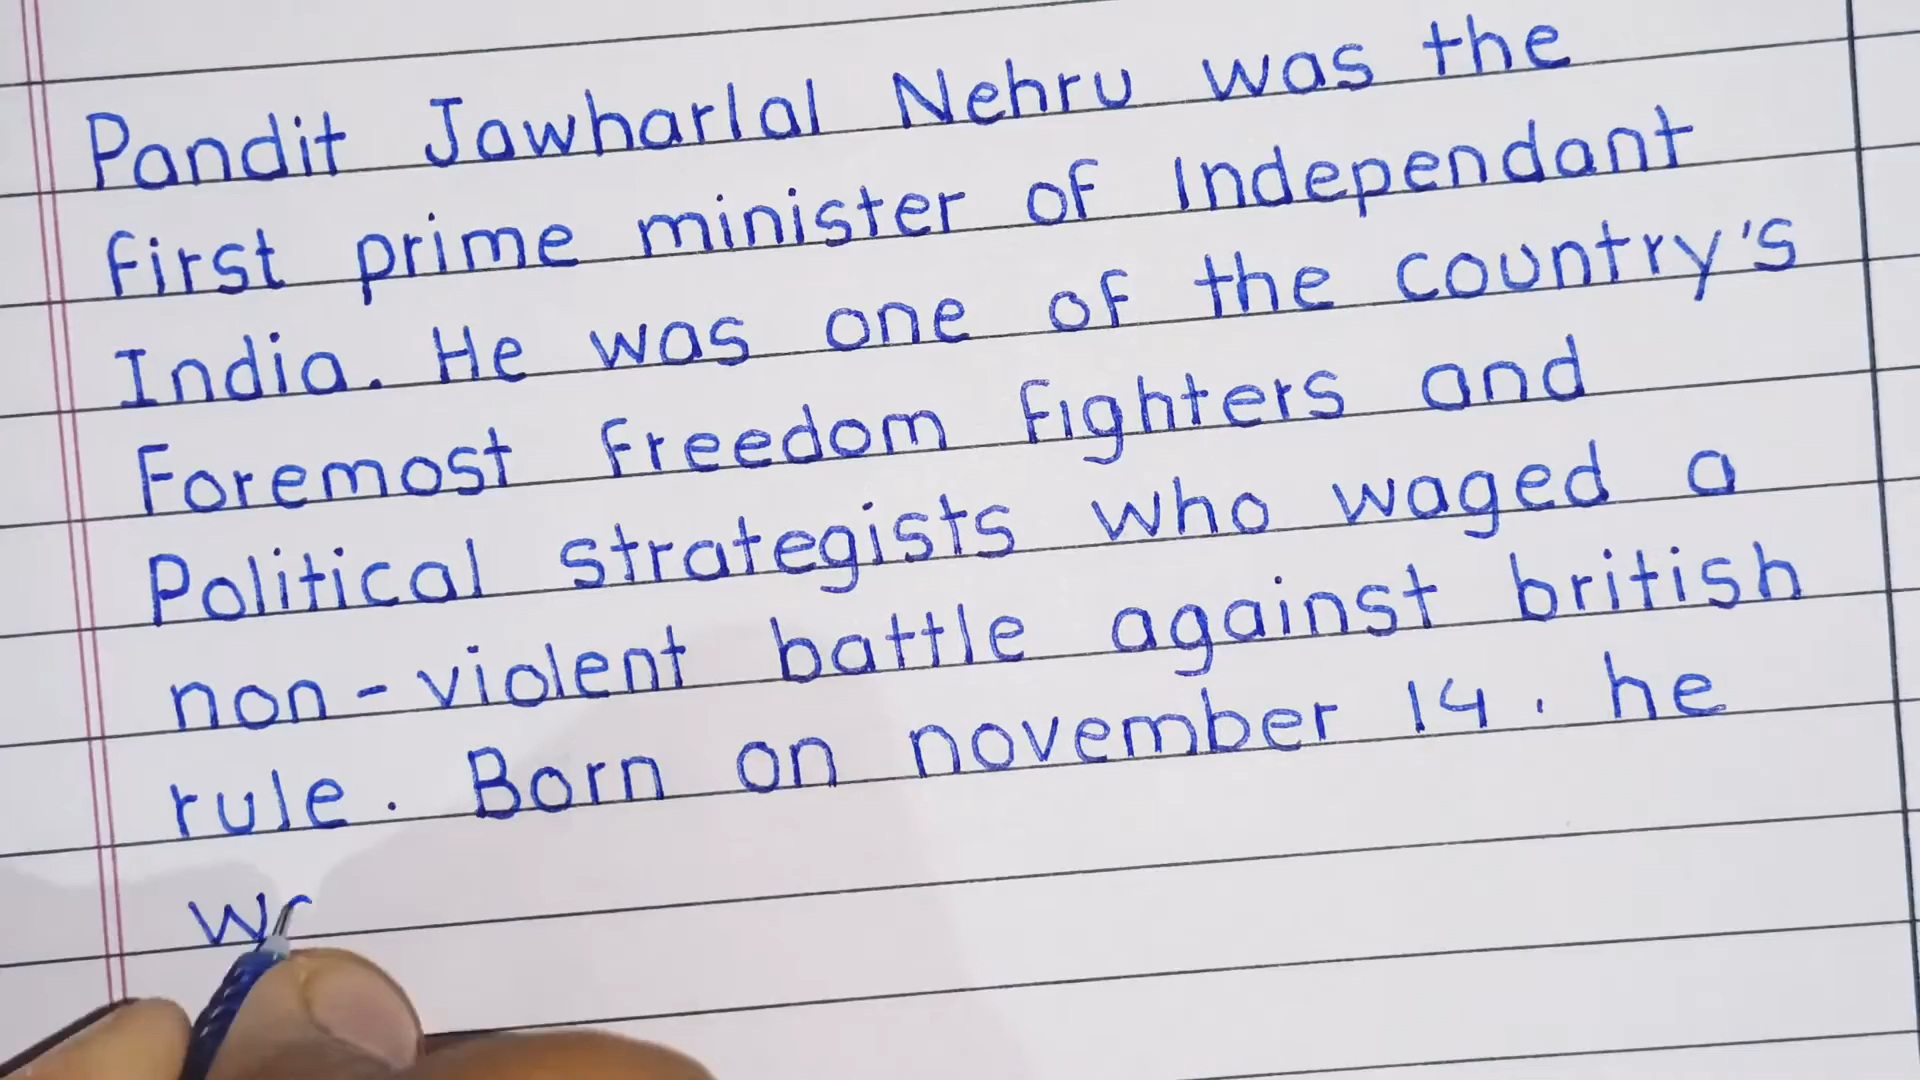 Pandit Jawharlal Nehru was the
first prime minister of Independant
India. He was one of the country's
Foremost freedom fighters and
Political strategists who waged a
non-violent battle against british
rule. Born on november 14. he